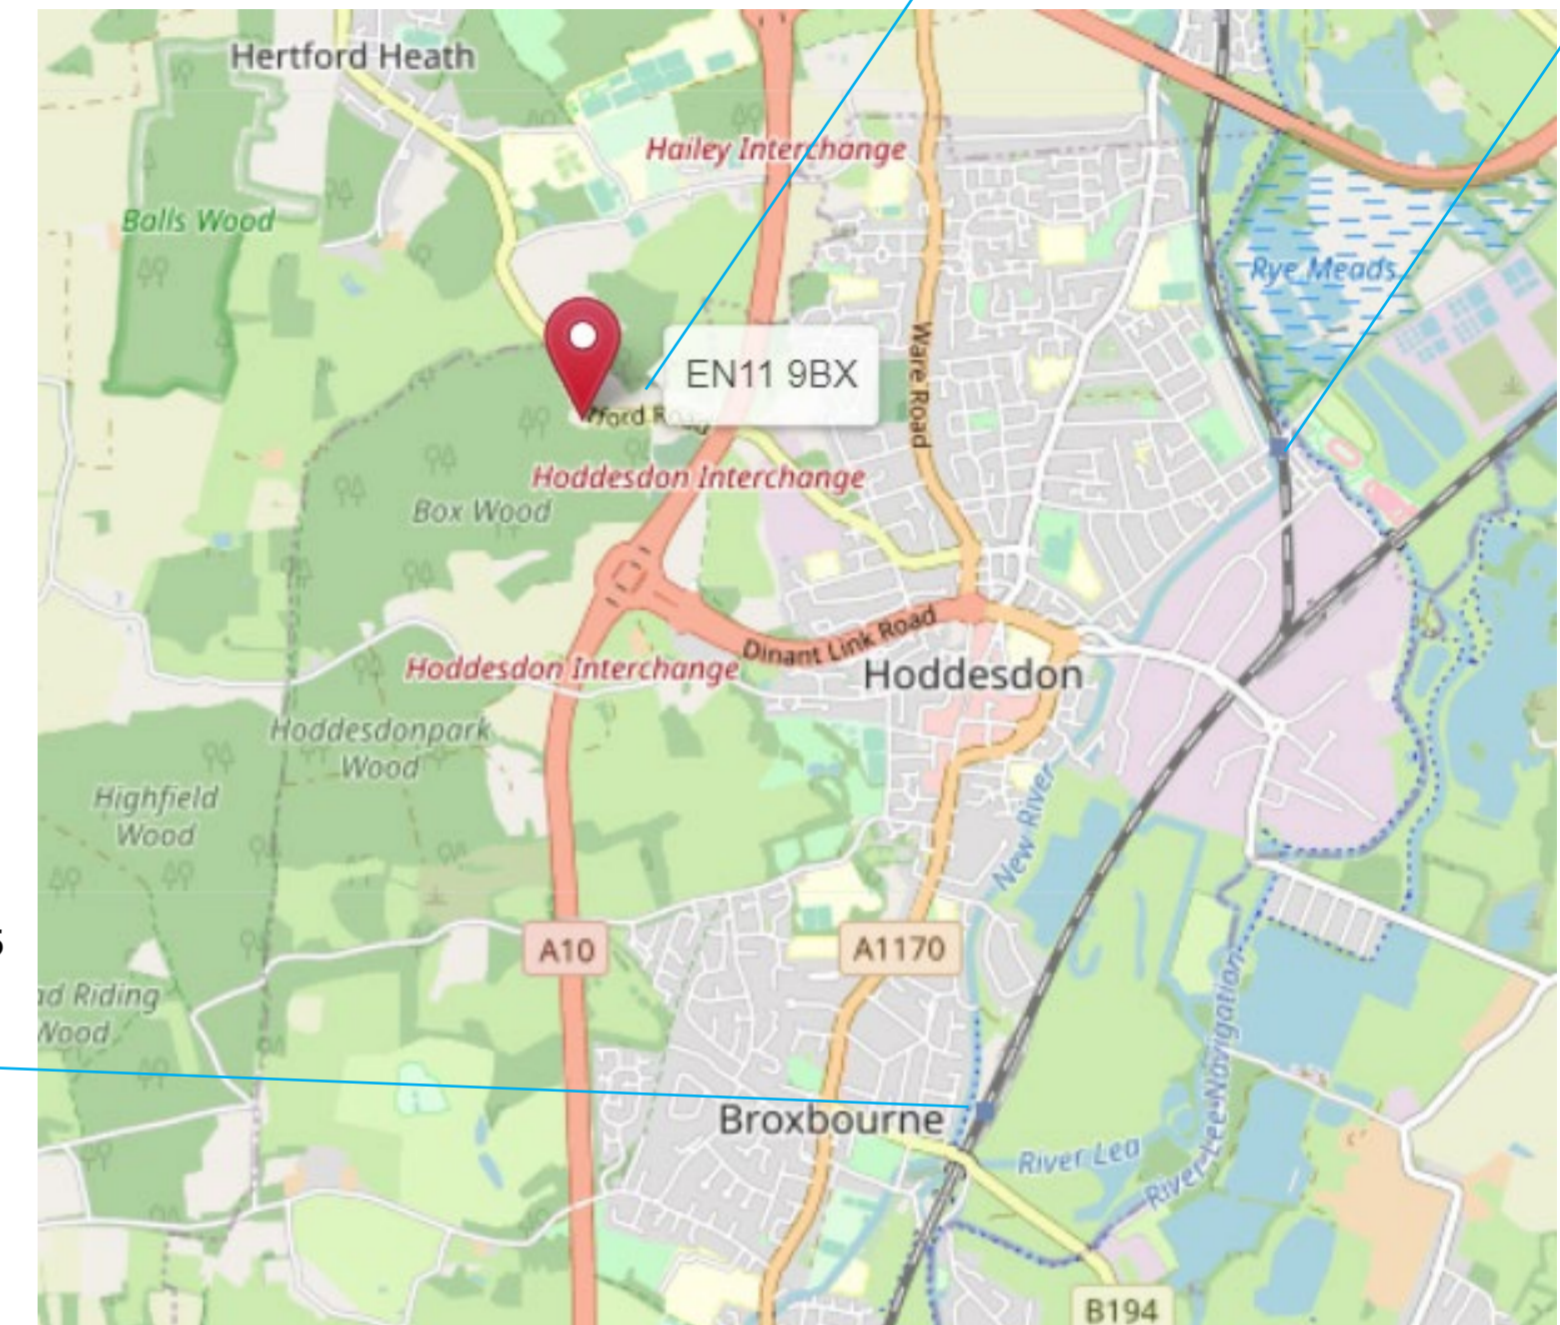 Hertford Heath
Hailey Interchange
Balls Wood
Rye Meads
EN11 9BX
Ware Road
Hoddesdon Interchange
Box Wood
Dinant Link Road
Hoddesdon Interchange
Hoddesdon
Hoddesdonpark
Wood
Highfield
Wood
New River
A10
A1170
Riding
Wood
River Lee Navigation
Broxbourne
River Lea
B194